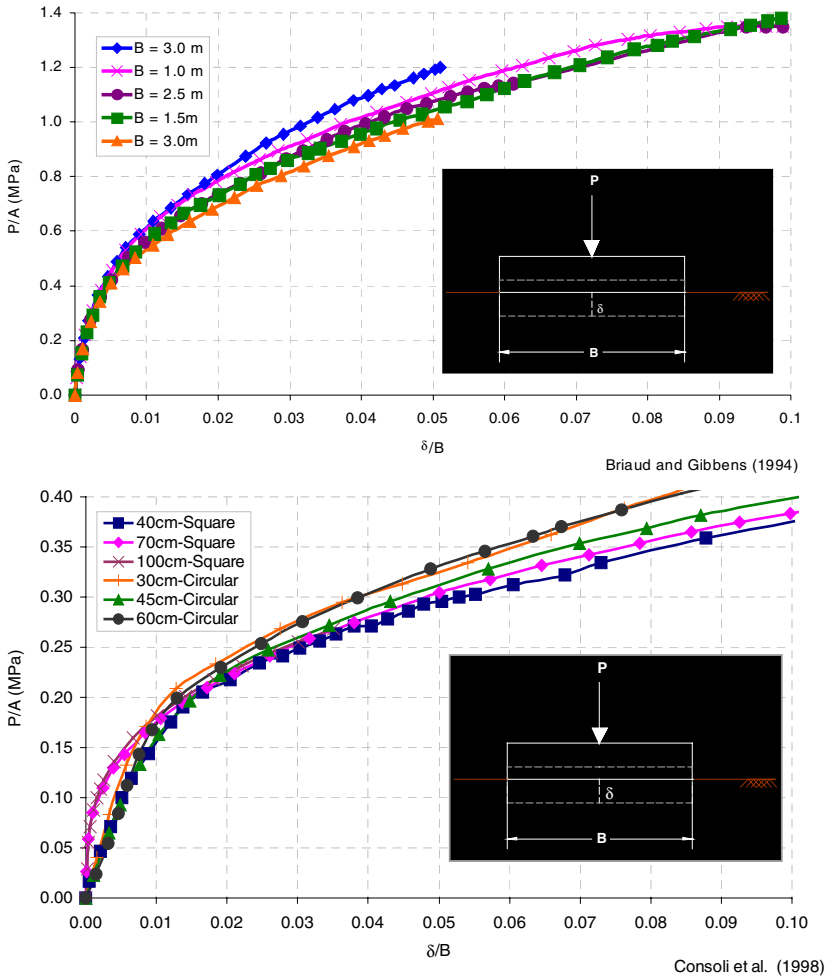 1.4
1.2
1.0
0.8
0.6
0.4
0.2
0.0
P/A (MPa)
B = 3.0 m
B = 1.0 m
B = 2.5 m
B = 1.5m
B = 3.0m
P
δ
B
0 0.01 0.02 0.03 0.04 0.05 0.06 0.07 0.08 0.09 0.1
δ/B
Briaud and Gibbens (1994)
0.40
0.35
0.30
0.25
0.20
0.15
0.10
0.05
0.00
P/A (MPa)
40cm-Square
70cm-Square
100cm-Square
30cm-Circular
45cm-Circular
60cm-Circular
P
δ
B
0.00 0.01 0.02 0.03 0.04 0.05 0.06 0.07 0.08 0.09 0.10
δ/B
Consoli et al. (1998)